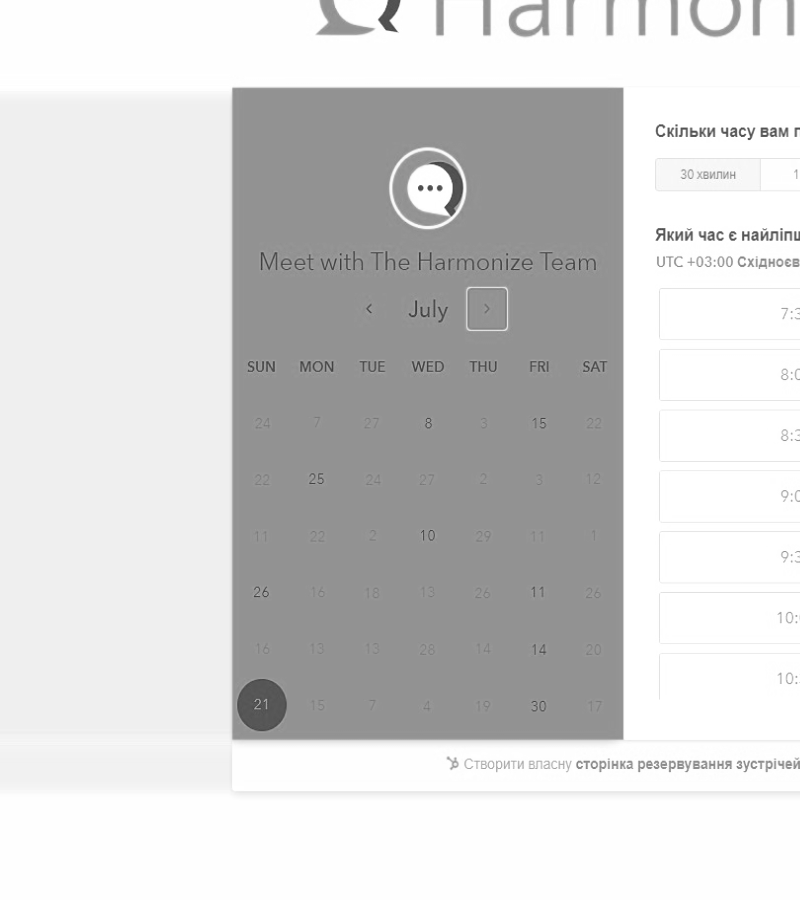 Harmon
Meet with The Harmonize Team
July
SUN MON TUE WED THU FRI SAT
24 7 27 8 3 15 22
22 25 24 27 2 3 12
11 22 2 10 29 11 1
26 16 18 13 26 11 26
16 13 13 28 14 14 20
21 15 7 4 19 30 17
Скільки часу вам
30 хвилин 1
Який час є найліпш
UTC +03:00 Східноєв
7:3
8:0
8:3
9:0
9:3
10:
10:
Створити власну сторінка резервування зустрічей